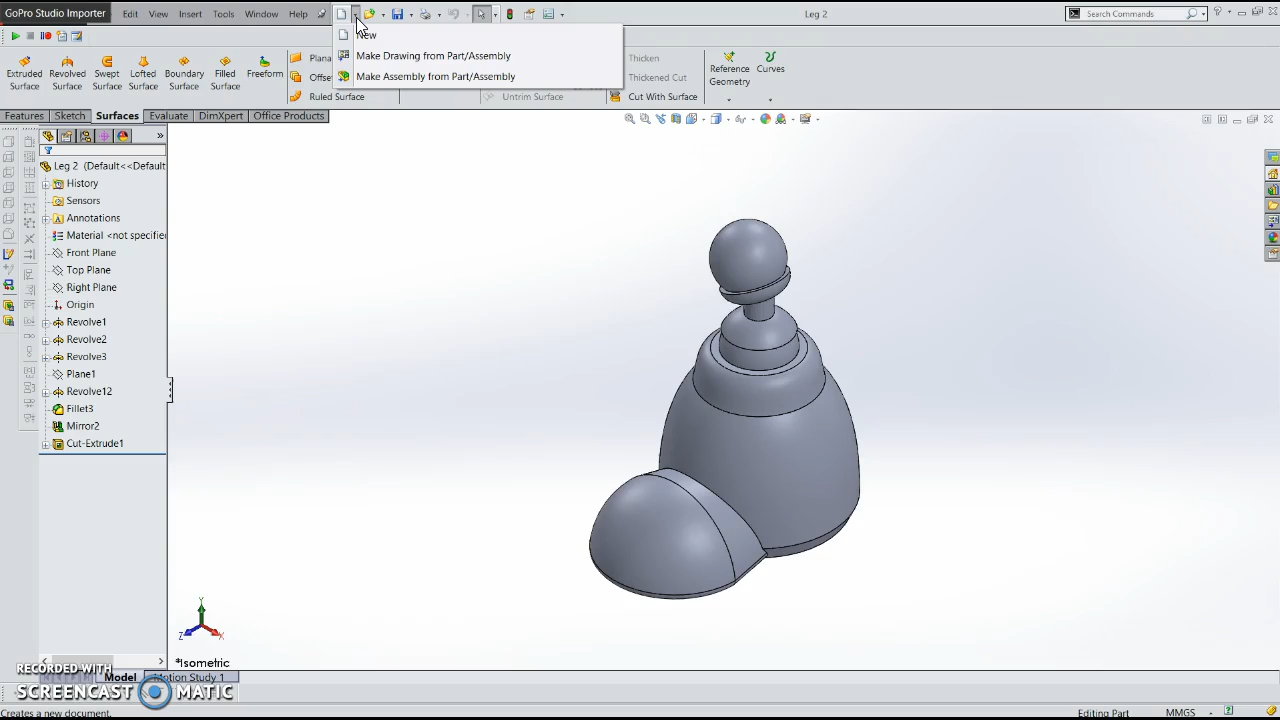 GoPro Studio Importer Edit View Insert Tools Window Help Leg 2 Search Commands
New
Make Drawing from Part/Assembly
Make Assembly from Part/Assembly
Extruded Surface
Revolved Surface
Swept Surface
Lofted Surface
Boundary Surface
Filled Surface
Freeform
Plana
Offse
Ruled Surface
Untrim Surface
Thicken
Thickened Cut
Cut With Surface
Reference Geometry
Curves
Features Sketch Surfaces Evaluate DimXpert Office Products
Leg 2 (Default<<Default
History
Sensors
Annotations
Material <not specifie
Front Plane
Top Plane
Right Plane
Origin
Revolve1
Revolve2
Revolve3
Plane1
Revolve12
Fillet3
Mirror2
Cut-Extrude1
Y
Z X
*Isometric
RECORDED WITH
SCREENCAST MATIC
Model Motion Study 1
Creates a new document. Editing Part MMGS